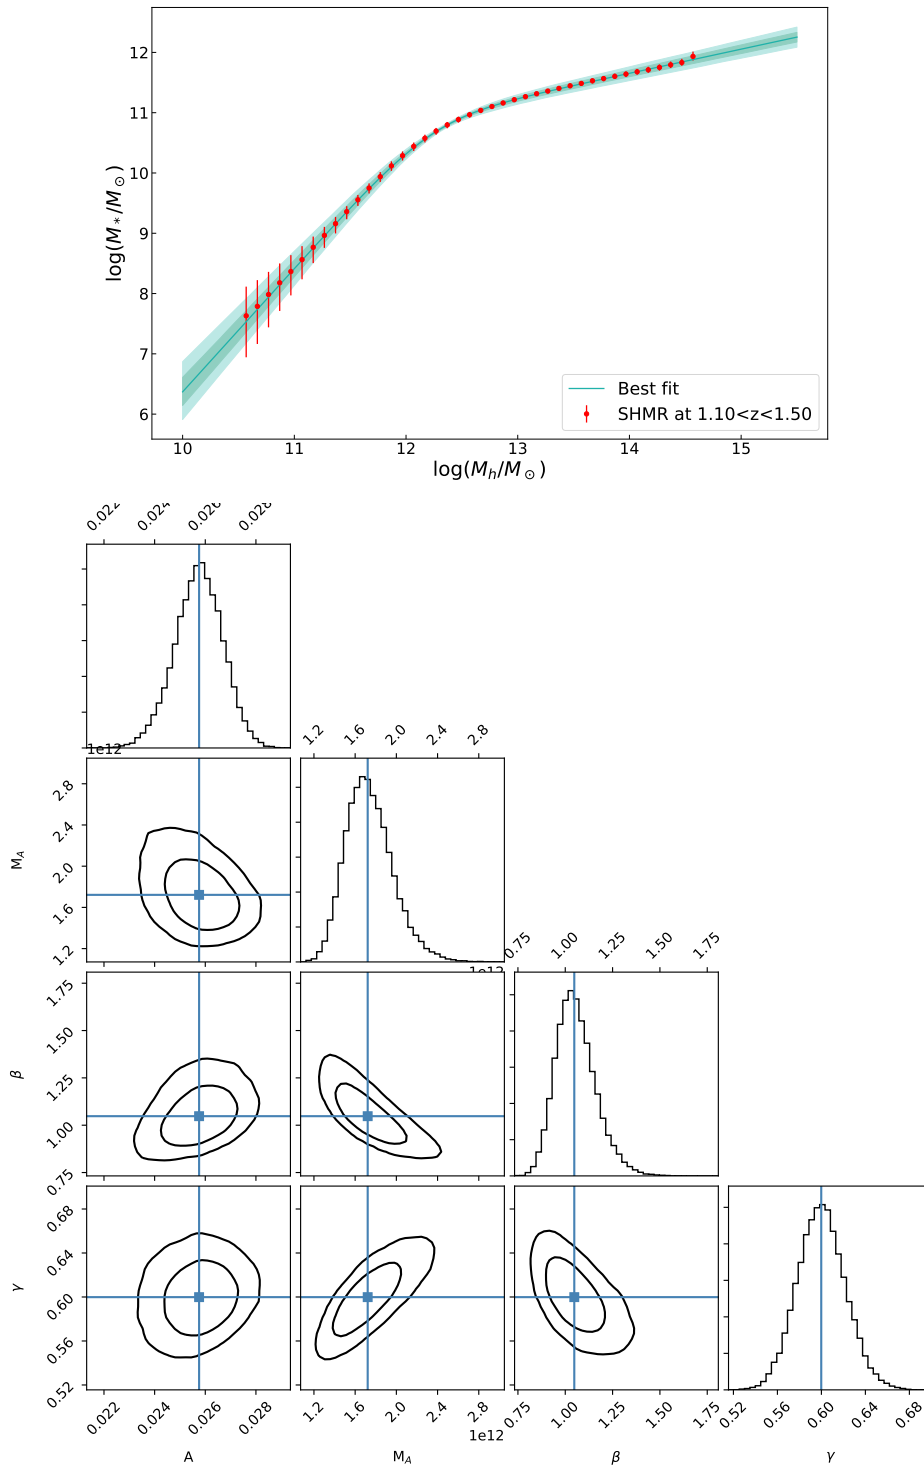 12
11
10
9
8
7
6
log(M*/M⊙)
Best fit
SHMR at 1.10<z<1.50
10 11 12 13 14 15
log(Mh/M⊙)
0.022 0.024 0.026 0.028
1e12
1.2 1.6 2.0 2.4 2.8
2.8
2.4
2.0
1.6
1.2
MA
1e12
0.75 1.00 1.25 1.50 1.75
1.75
1.50
1.25
1.00
0.75
β
0.68
0.64
0.60
0.56
0.52
γ
0.022 0.024 0.026 0.028 1.2 1.6 2.0 2.4 2.8 0.75 1.00 1.25 1.50 1.75 0.52 0.56 0.60 0.64 0.68
1e12
A MA β γ